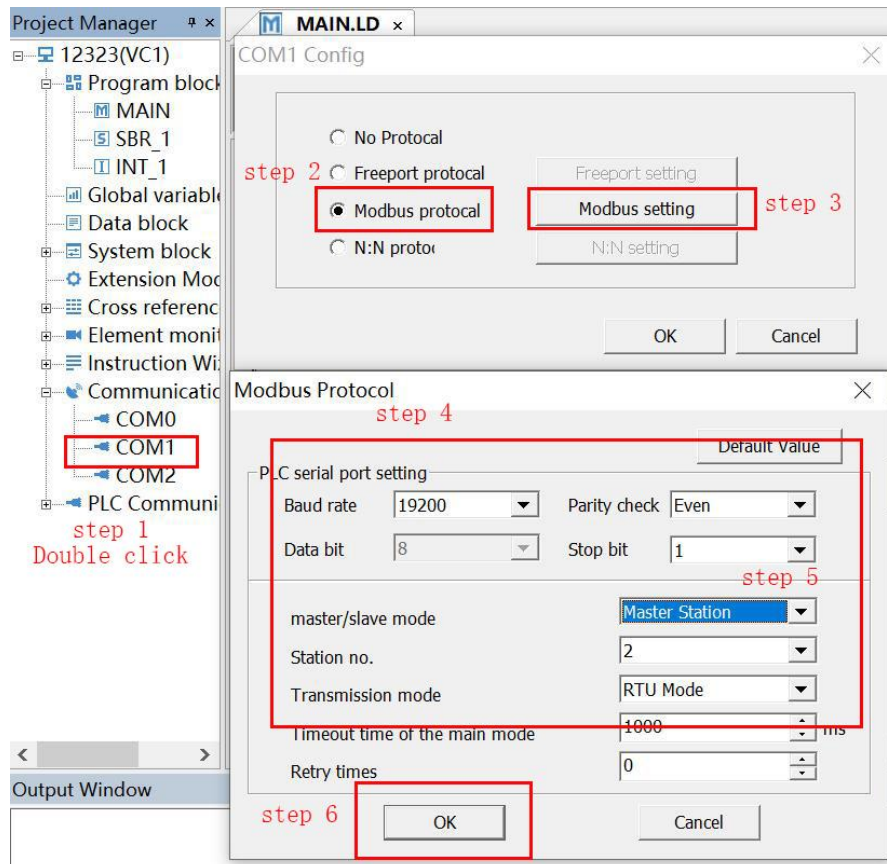 Project Manager
MAIN.LD ×
12323(VC1)
Program block
MAIN
SBR_1
INT_1
Global variable
Data block
System block
Extension Mod
Cross referenc
Element monit
Instruction Wi
Communicatio
COM0
COM1
COM2
PLC Communi
step 1
Double click
Output Window
COM1 Config
No Protocal
step 2
Freeport protocal
Freeport setting
Modbus protocal
Modbus setting
step 3
N:N protoc
N:N setting
OK
Cancel
Modbus Protocol
step 4
Default Value
PLC serial port setting
Baud rate 19200 Parity check Even
Data bit 8 Stop bit 1
step 5
master/slave mode Master Station
Station no. 2
Transmission mode RTU Mode
Timeout time of the main mode 1000 ms
Retry times 0
step 6
OK
Cancel